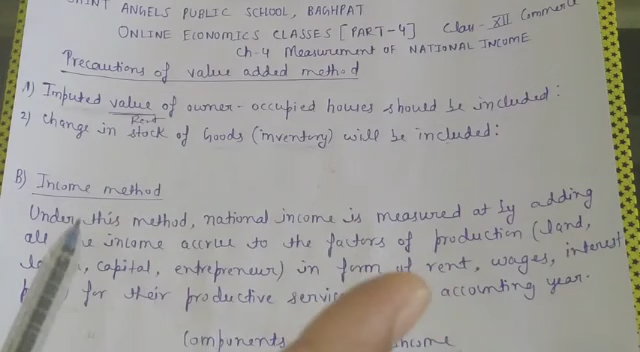 SAINT ANGELS PUBLIC SCHOOL, BAGHPAT
ONLINE ECONOMICS CLASSES [PART-4] Class-XII Commerce
Ch-4 Measurement OF NATIONAL INCOME
Precautions of value added method
1) Imputed value of owner-occupied houses should be included:
Rent
2) Change in stock of Goods (inventory) will be included:
B) Income method
Under this method, national income is measured at by adding
all income accrue to the factors of production (land,
, capital, entrepreneur) in form of rent, wages, interest
for their productive accounting year.
Components